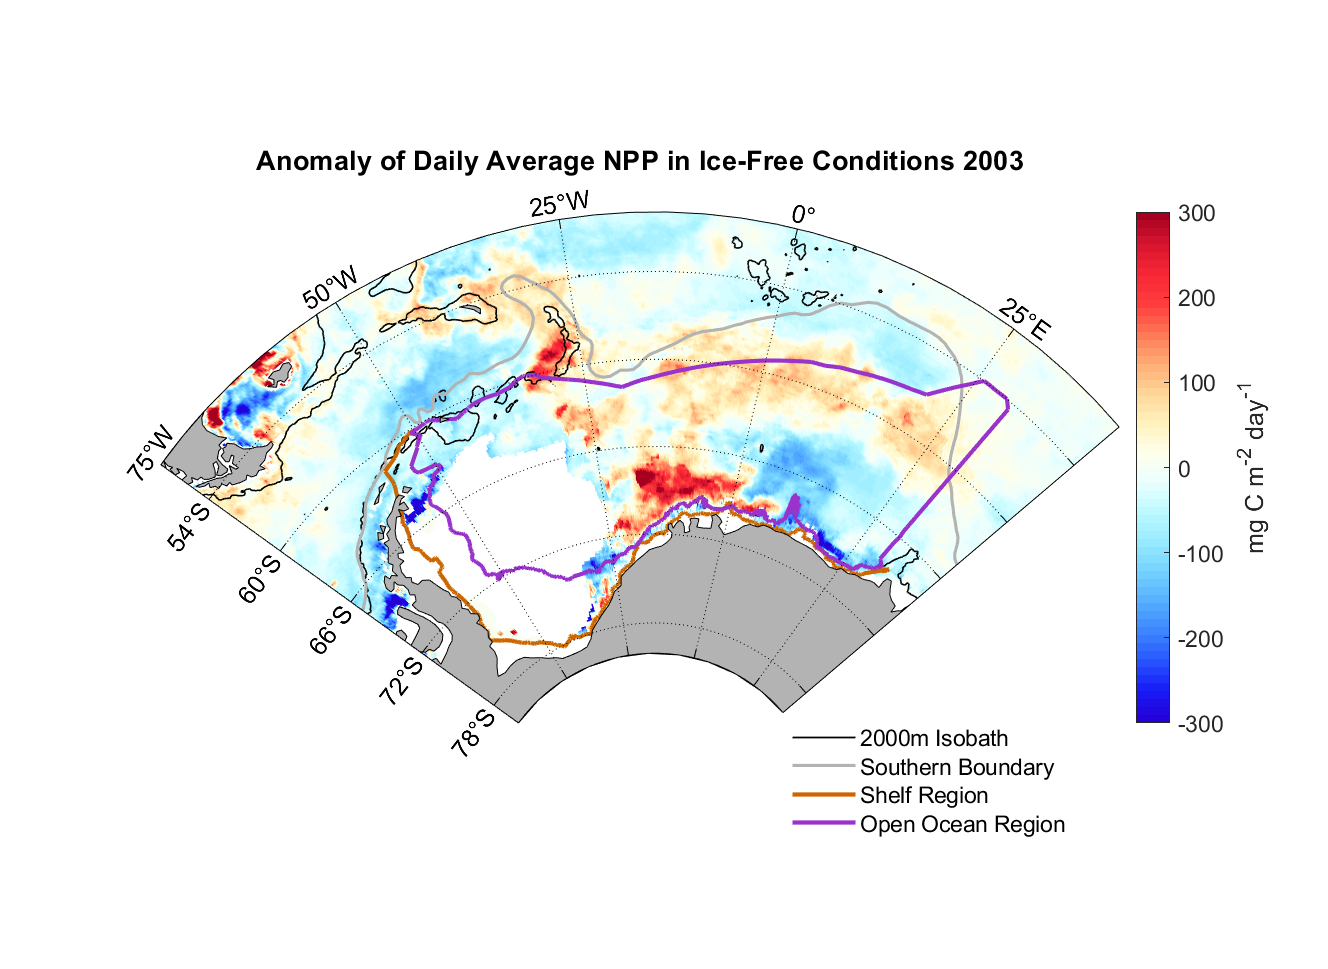 Anomaly of Daily Average NPP in Ice-Free Conditions 2003
25°W
0°
50°W
25°E
75°W
54°S
60°S
66°S
72°S
78°S
300
200
100
0
-100
-200
-300
mg C m-2 day-1
2000m Isobath
Southern Boundary
Shelf Region
Open Ocean Region